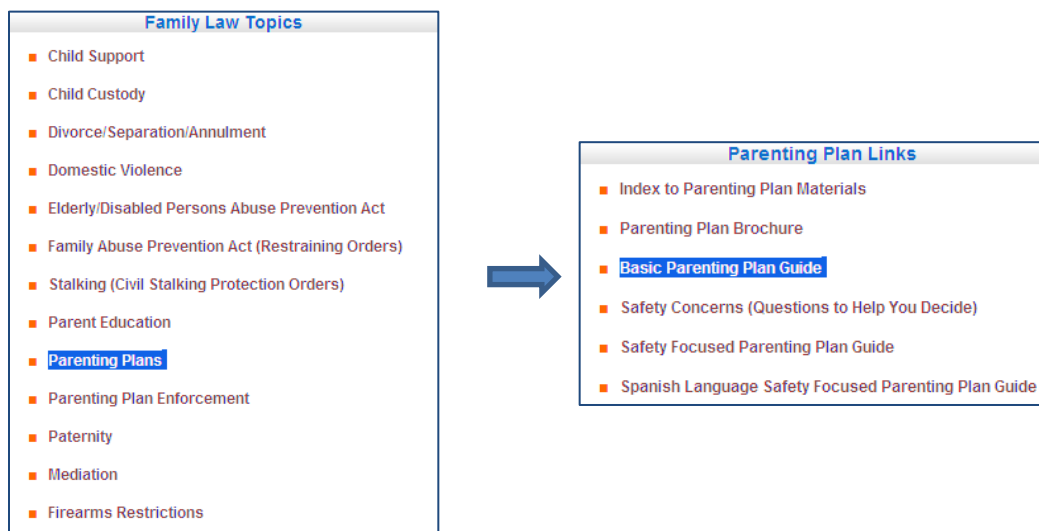 Family Law Topics
Child Support
Child Custody
Divorce/Separation/Annulment
Domestic Violence
Elderly/Disabled Persons Abuse Prevention Act
Family Abuse Prevention Act (Restraining Orders)
Stalking (Civil Stalking Protection Orders)
Parent Education
Parenting Plans
Parenting Plan Enforcement
Paternity
Mediation
Firearms Restrictions
Parenting Plan Links
Index to Parenting Plan Materials
Parenting Plan Brochure
Basic Parenting Plan Guide
Safety Concerns (Questions to Help You Decide)
Safety Focused Parenting Plan Guide
Spanish Language Safety Focused Parenting Plan Guide